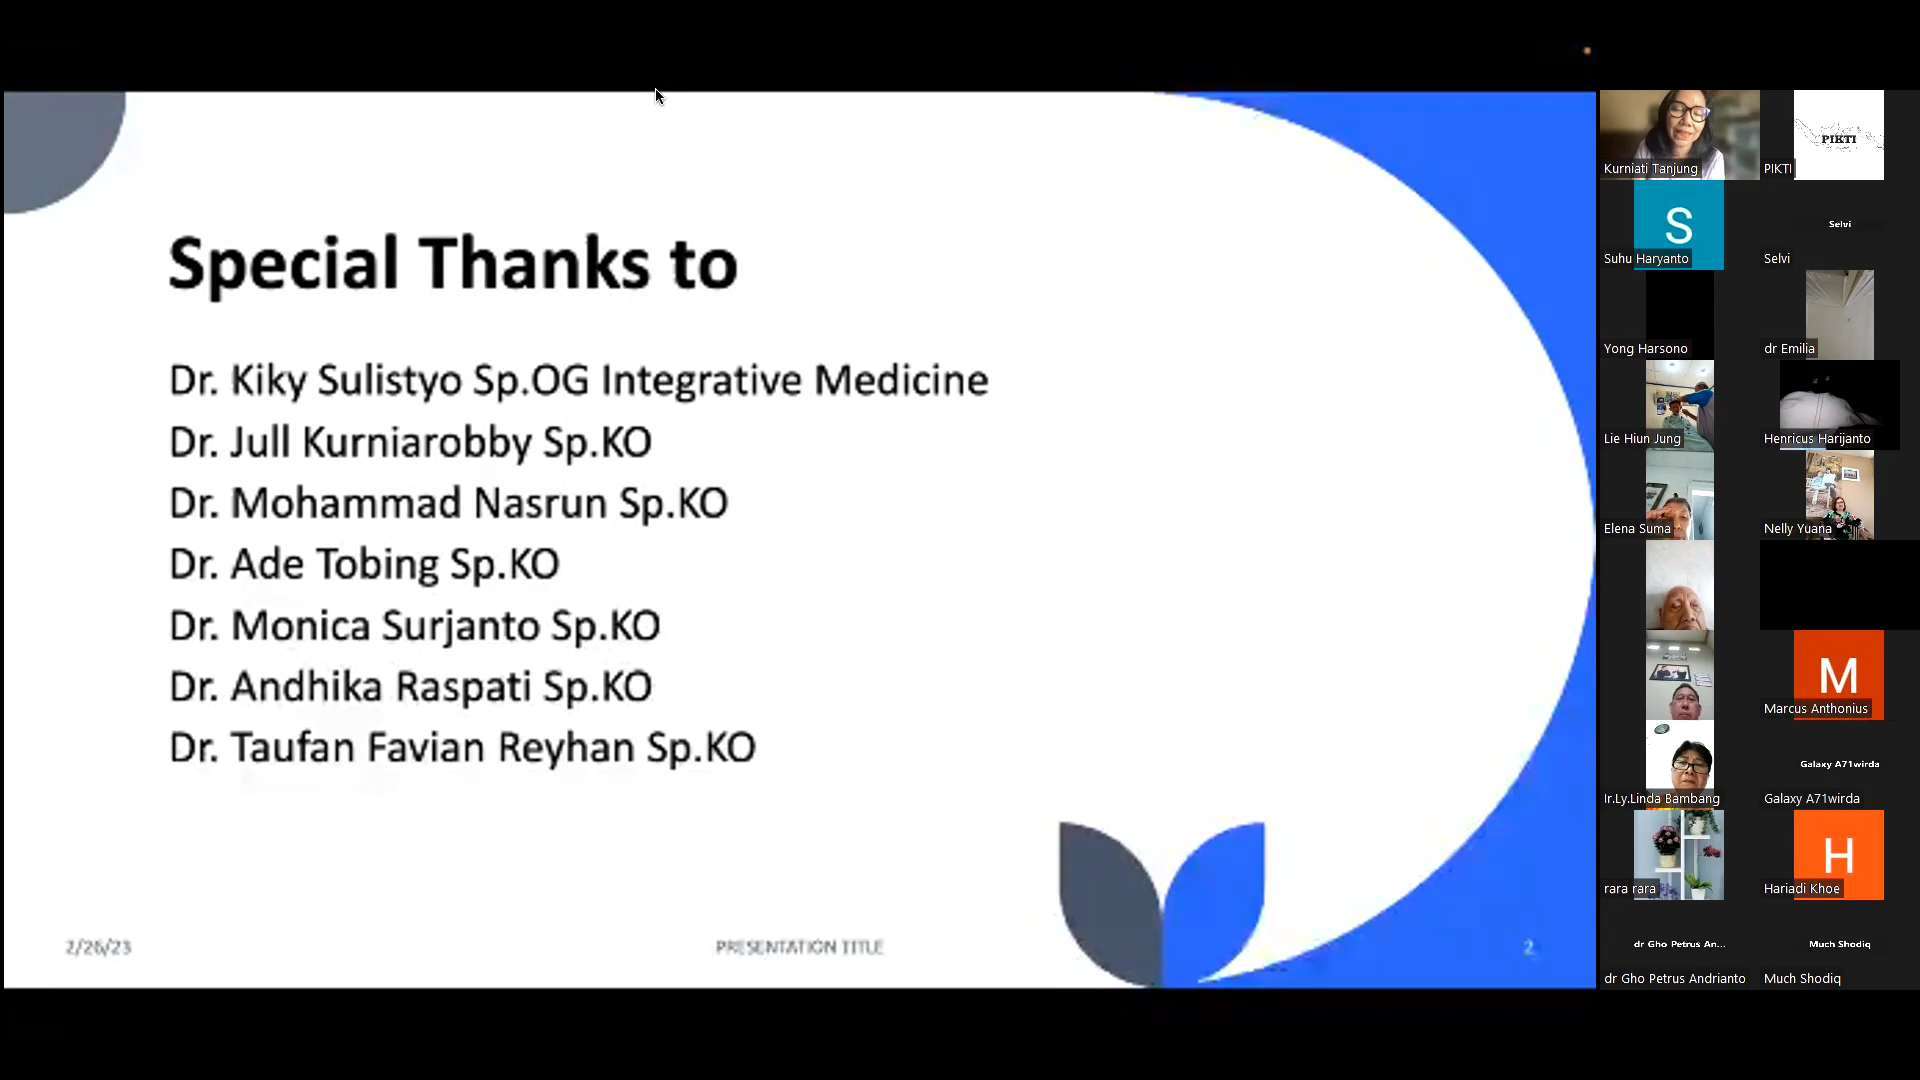 Special Thanks to
Dr. Kiky Sulistyo Sp.OG Integrative Medicine
Dr. Jull Kurniarobby Sp.KO
Dr. Mohammad Nasrun Sp.KO
Dr. Ade Tobing Sp.KO
Dr. Monica Surjanto Sp.KO
Dr. Andhika Raspati Sp.KO
Dr. Taufan Favian Reyhan Sp.KO
2/26/23
PRESENTATION TITLE
2
Kurniati Tanjung
PIKTI
PIKTI
S
Suhu Haryanto
Selvi
Selvi
Yong Harsono
dr Emilia
Lie Hiun Jung
Henricus Harijanto
Elena Suma
Nelly Yuana
M
Marcus Anthonius
Ir.Ly.Linda Bambang
Galaxy A71wirda
Galaxy A71wirda
rara rara
H
Hariadi Khoe
dr Gho Petrus An...
dr Gho Petrus Andrianto
Much Shodiq
Much Shodiq